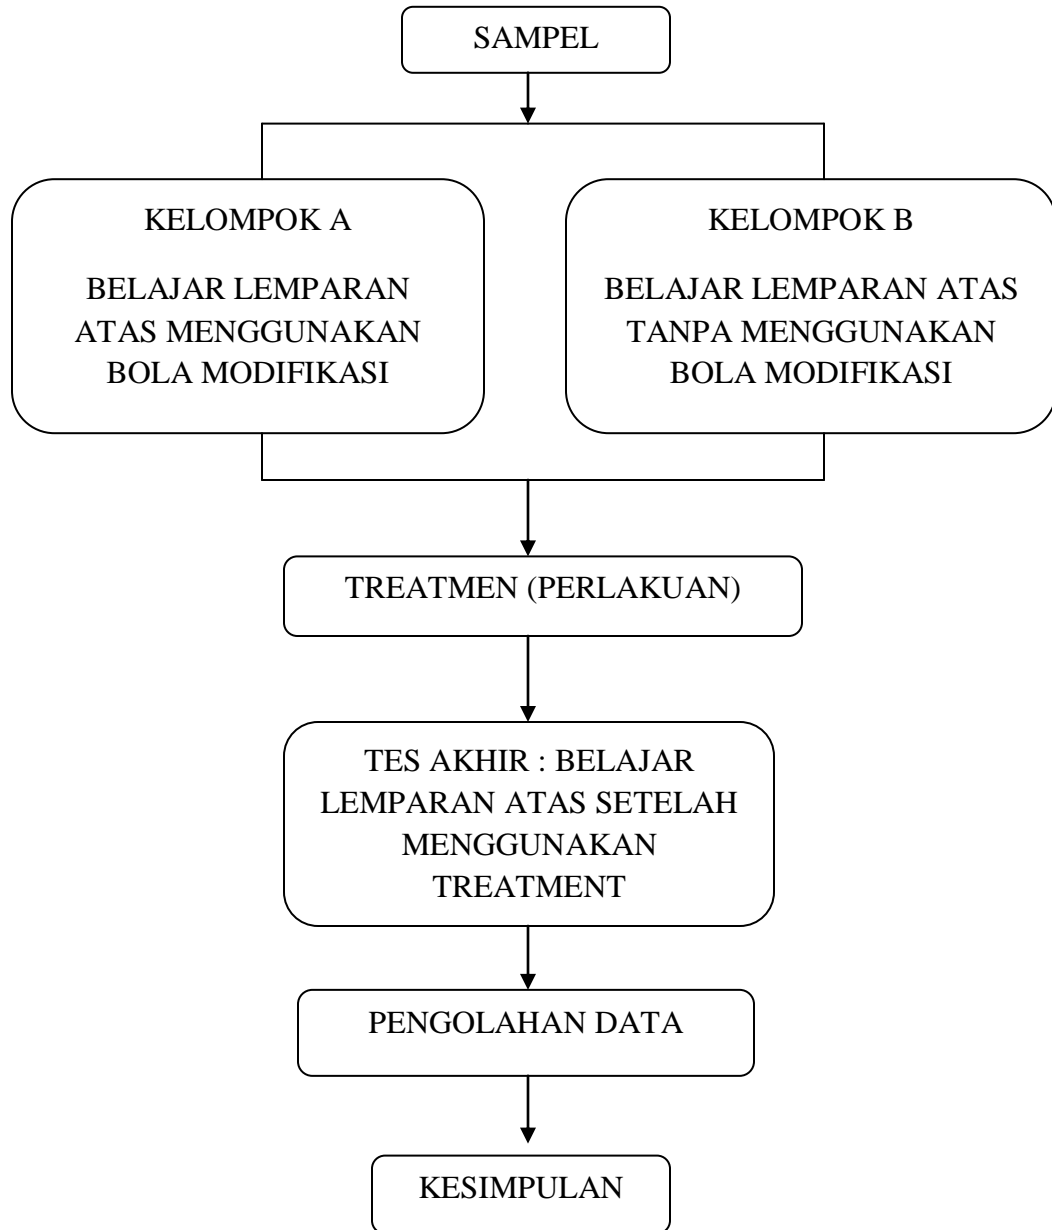 SAMPEL
KELOMPOK A
BELAJAR LEMPARAN
ATAS MENGGUNAKAN
BOLA MODIFIKASI
KELOMPOK B
BELAJAR LEMPARAN ATAS
TANPA MENGGUNAKAN
BOLA MODIFIKASI
TREATMEN (PERLAKUAN)
TES AKHIR : BELAJAR
LEMPARAN ATAS SETELAH
MENGGUNAKAN
TREATMENT
PENGOLAHAN DATA
KESIMPULAN